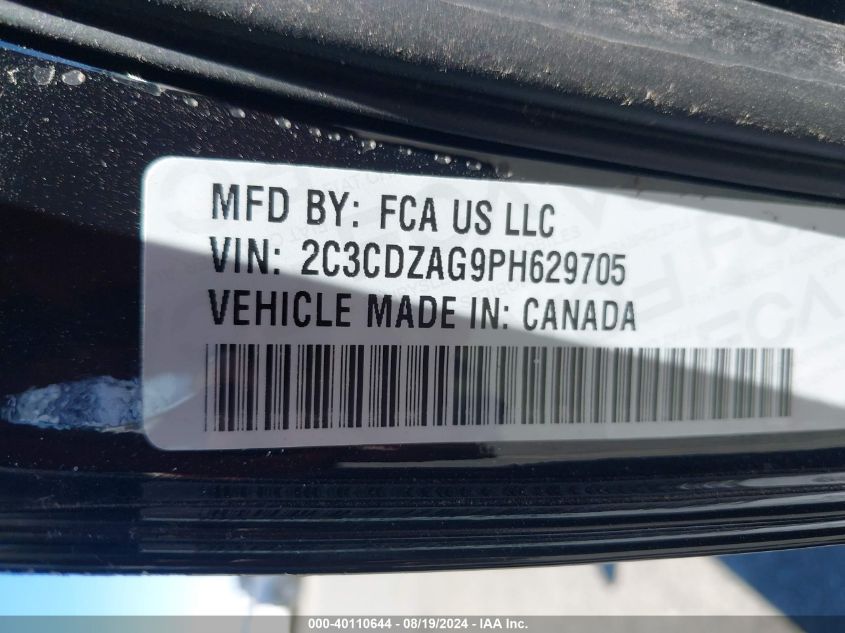 MFD BY: FCA US LLC
VIN: 2C3CDZAG9PH629705
VEHICLE MADE IN: CANADA
000-40110644 - 08/19/2024 - IAA Inc.